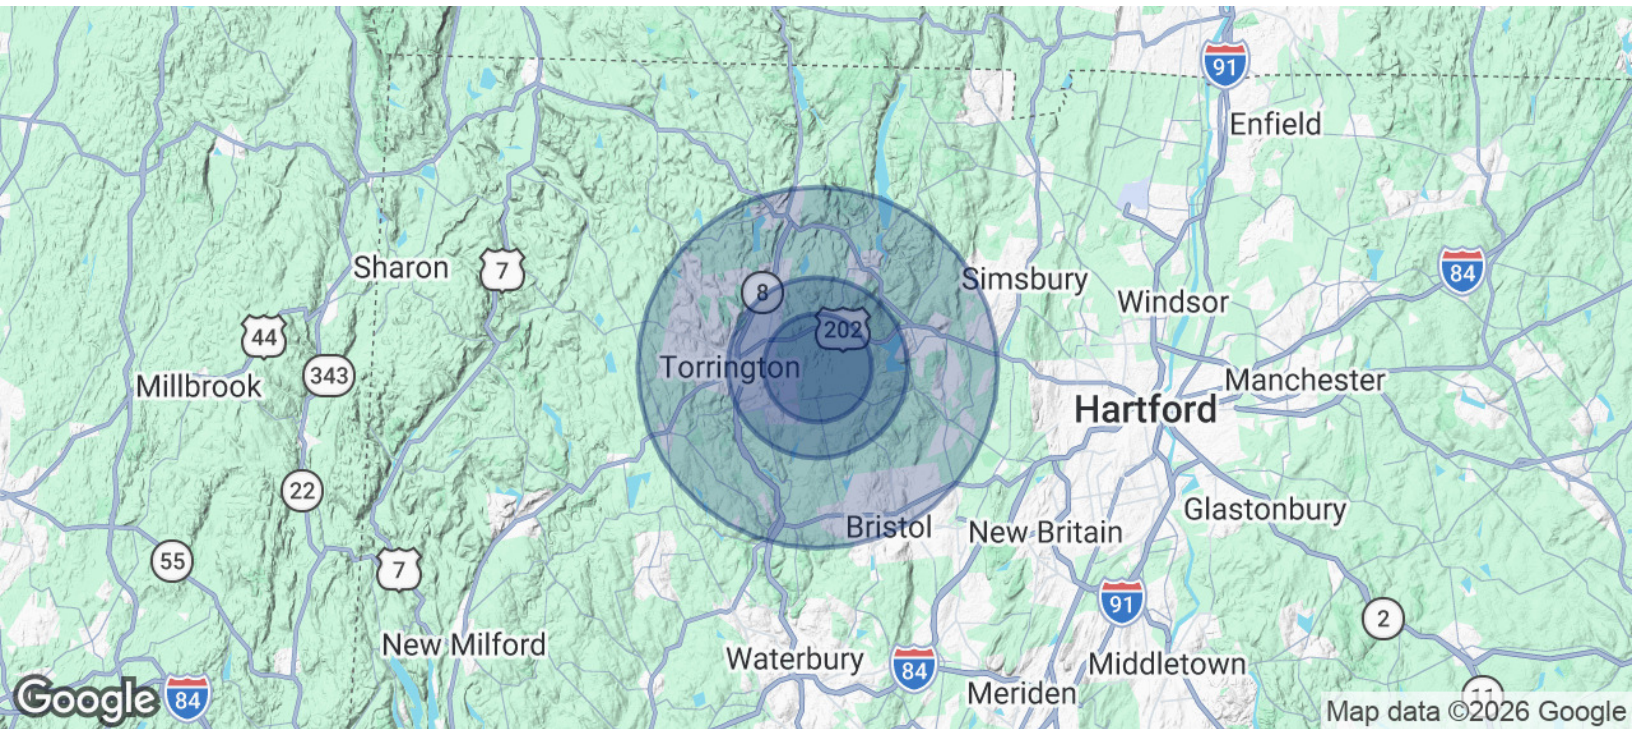 91
Enfield
Sharon
7
8
Simsbury
84
Windsor
44
202
343
Torrington
Millbrook
Manchester
Hartford
22
Glastonbury
Bristol
New Britain
55
7
91
2
New Milford
Waterbury
84
Middletown
Meriden
11
Google
84
Map data ©2026 Google